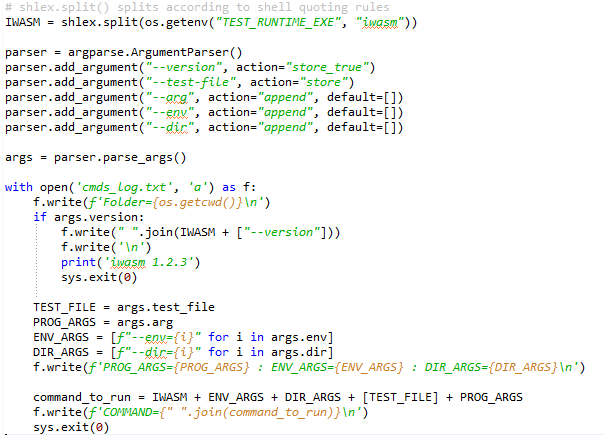 # shlex.split() splits according to shell quoting rules
IWASM = shlex.split(os.getenv("TEST_RUNTIME_EXE", "iwasm"))

parser = argparse.ArgumentParser()
parser.add_argument("--version", action="store_true")
parser.add_argument("--test-file", action="store")
parser.add_argument("--arg", action="append", default=[])
parser.add_argument("--env", action="append", default=[])
parser.add_argument("--dir", action="append", default=[])

args = parser.parse_args()

with open('cmds_log.txt', 'a') as f:
    f.write(f'Folder={os.getcwd()}\n')
    if args.version:
        f.write(" ".join(IWASM + ["--version"]))
        f.write('\n')
        print('iwasm 1.2.3')
        sys.exit(0)

    TEST_FILE = args.test_file
    PROG_ARGS = args.arg
    ENV_ARGS = [f"--env={i}" for i in args.env]
    DIR_ARGS = [f"--dir={i}" for i in args.dir]
    f.write(f'PROG_ARGS={PROG_ARGS} : ENV_ARGS={ENV_ARGS} : DIR_ARGS={DIR_ARGS}\n')

    command_to_run = IWASM + ENV_ARGS + DIR_ARGS + [TEST_FILE] + PROG_ARGS
    f.write(f'COMMAND={" ".join(command_to_run)}\n')
    sys.exit(0)